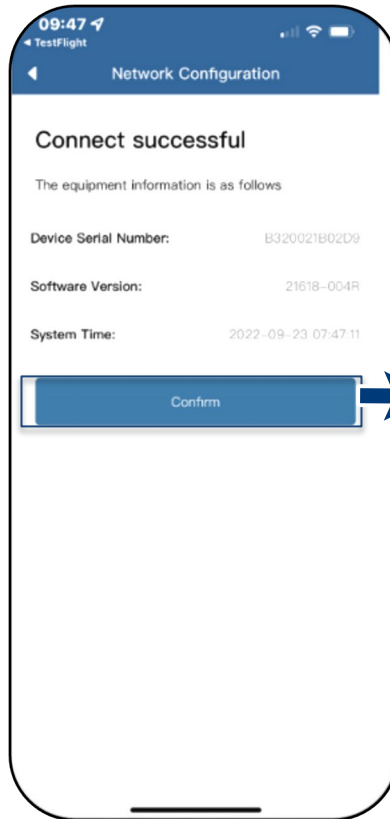 09:47
◀ TestFlight
Network Configuration
Connect successful
The equipment information is as follows
Device Serial Number: B320021B02D9
Software Version: 21618-004R
System Time: 2022-09-23 07:47:11
Confirm